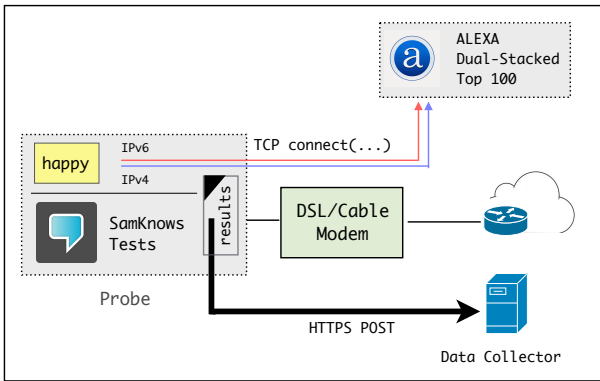 ALEXA
Dual-Stacked
Top 100
a
IPv6
TCP connect(...)
happy
IPv4
results
SamKnows
Tests
DSL/Cable
Modem
Probe
HTTPS POST
Data Collector